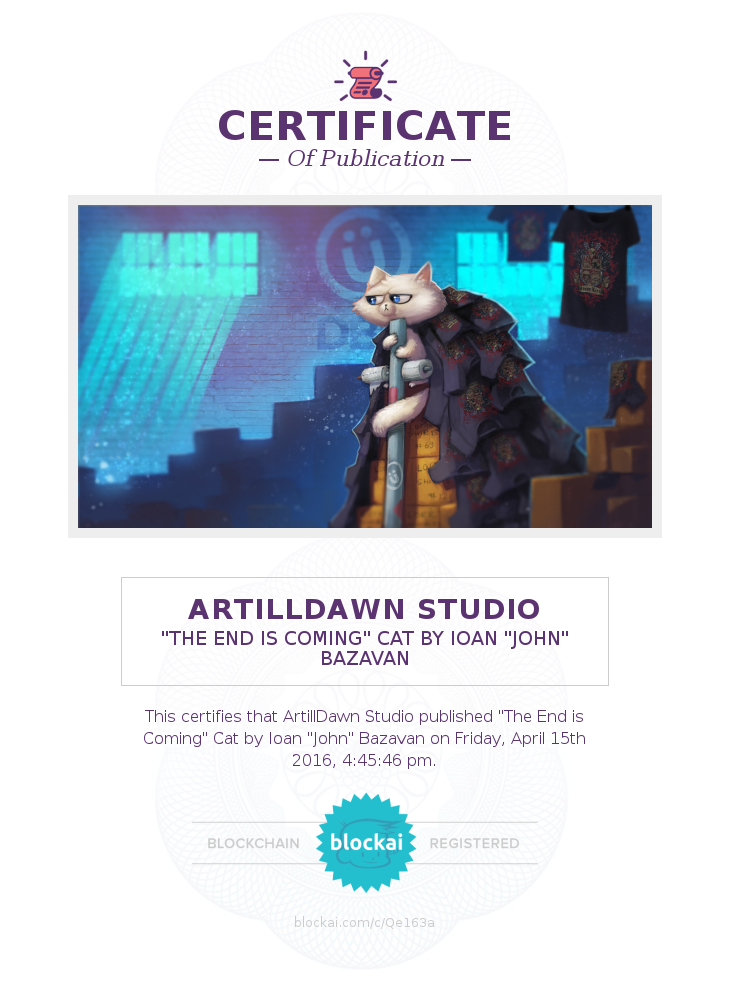 CERTIFICATE
— Of Publication —
ü
ARTILLDAWN STUDIO
"THE END IS COMING" CAT BY IOAN "JOHN"
BAZAVAN
This certifies that ArtillDawn Studio published "The End is
Coming" Cat by Ioan "John" Bazavan on Friday, April 15th
2016, 4:45:46 pm.
BLOCKCHAIN blockai REGISTERED
blockai.com/c/Qe163a